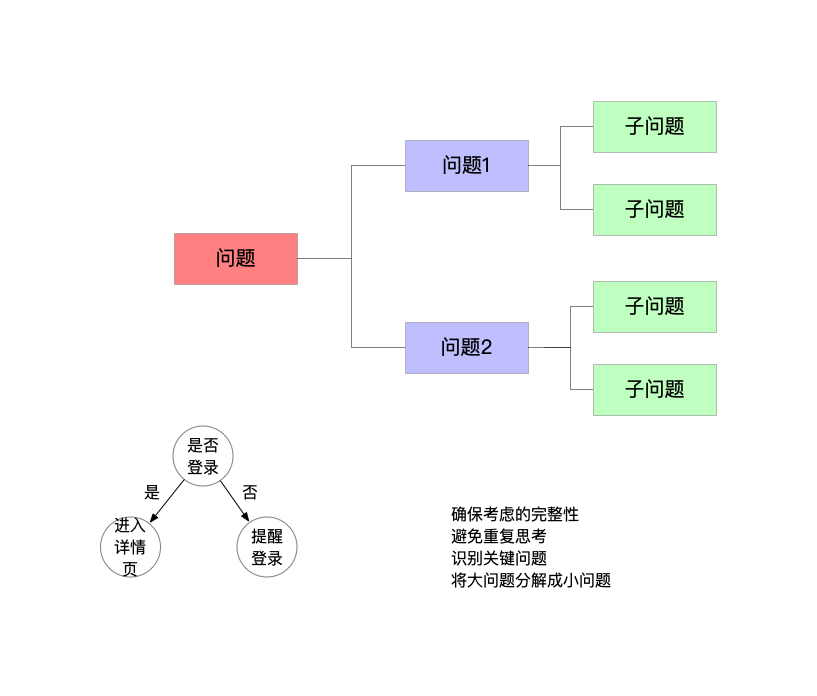 子问题
问题1
子问题
问题
子问题
问题2
子问题
是否
登录
是
否
进入
详情
页
提醒
登录
确保考虑的完整性
避免重复思考
识别关键问题
将大问题分解成小问题